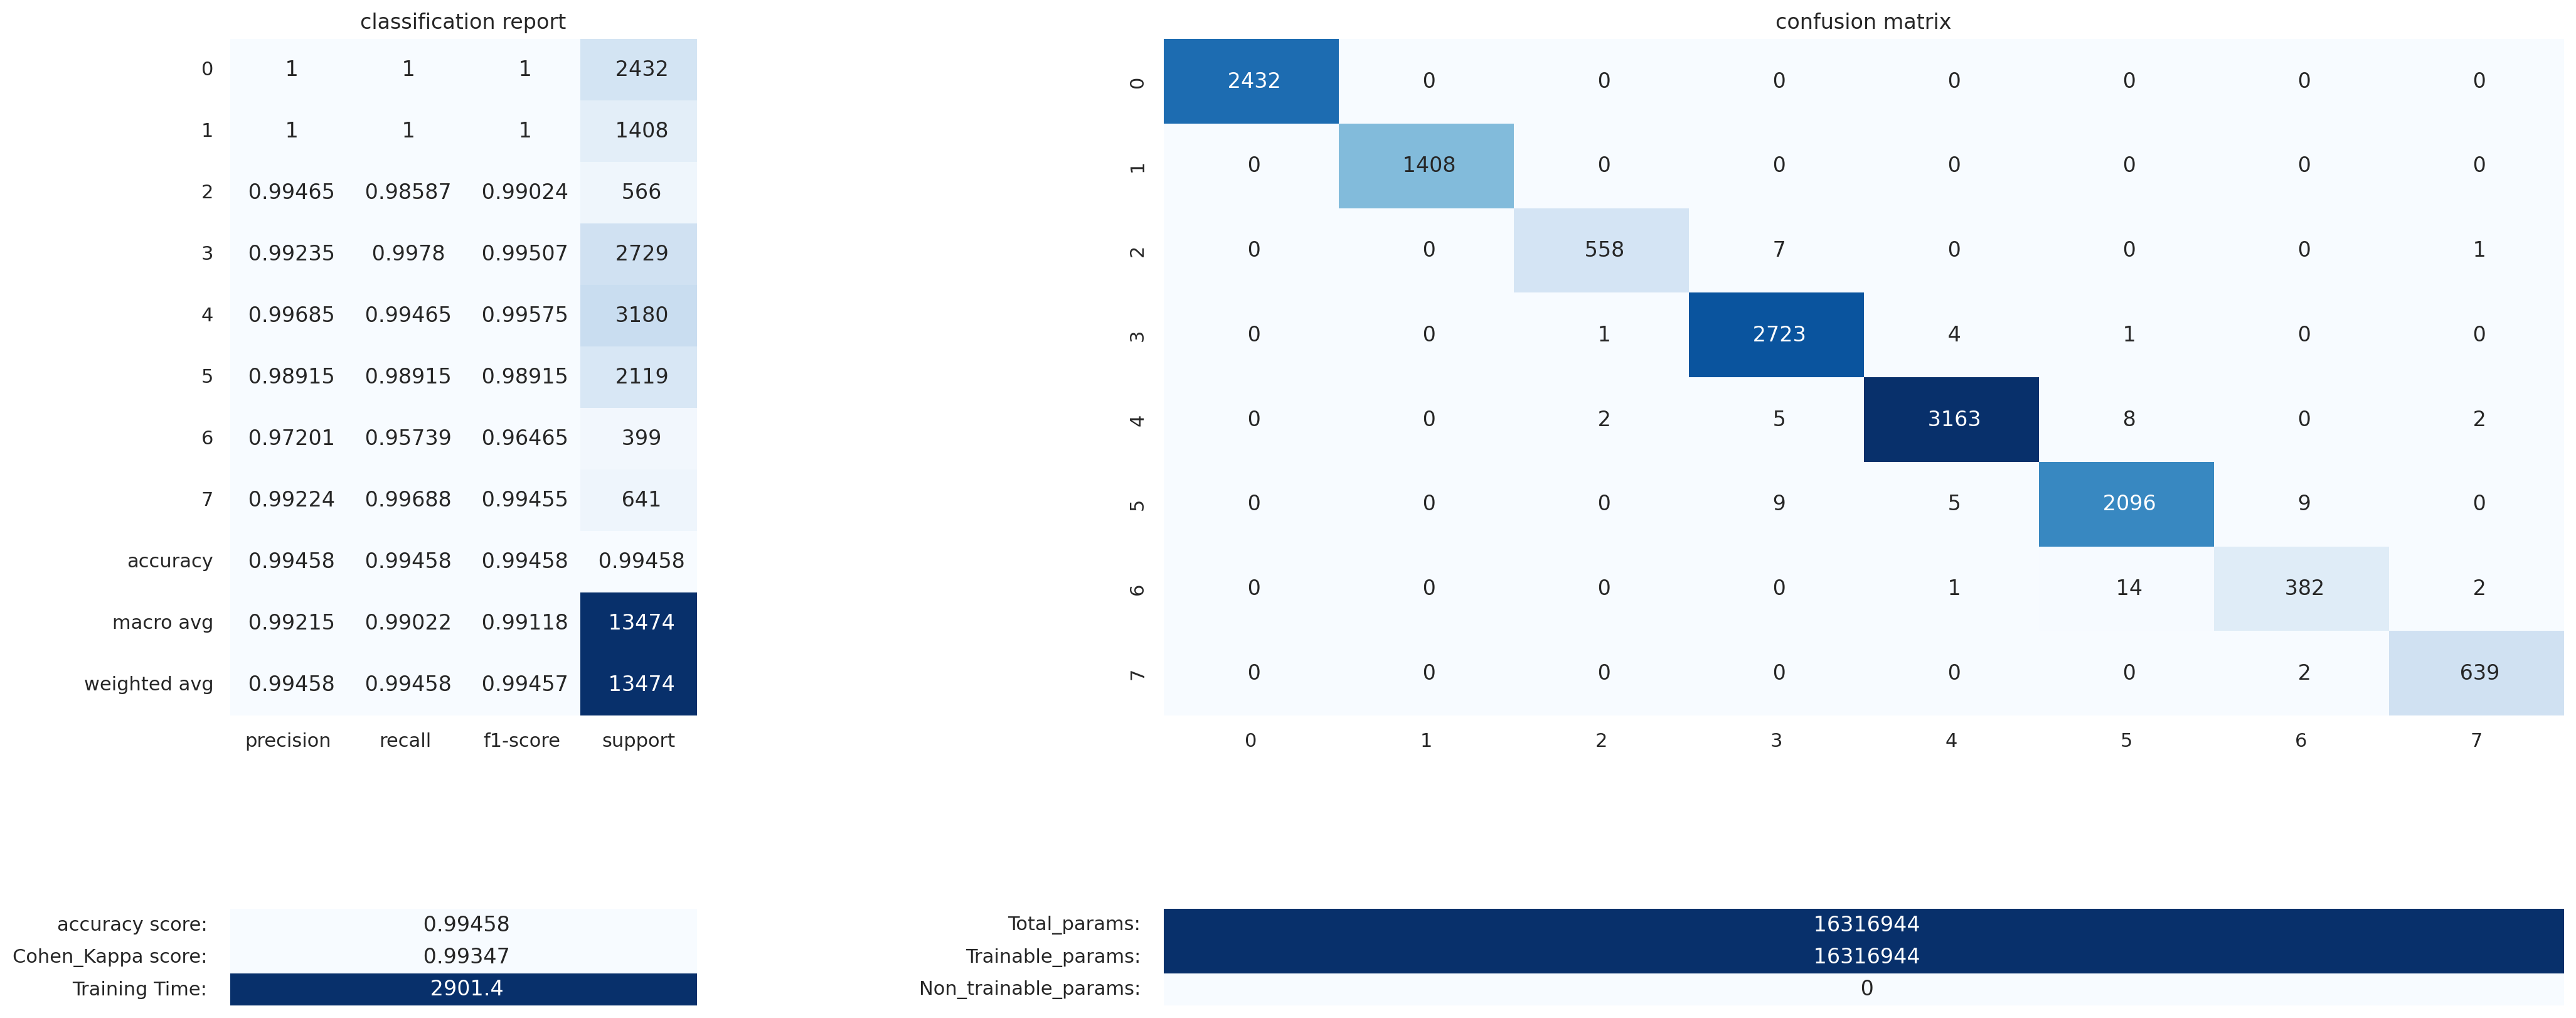 classification report
0 1 1 1 2432
1 1 1 1 1408
2 0.99465 0.98587 0.99024 566
3 0.99235 0.9978 0.99507 2729
4 0.99685 0.99465 0.99575 3180
5 0.98915 0.98915 0.98915 2119
6 0.97201 0.95739 0.96465 399
7 0.99224 0.99688 0.99455 641
accuracy 0.99458 0.99458 0.99458 0.99458
macro avg 0.99215 0.99022 0.99118 13474
weighted avg 0.99458 0.99458 0.99457 13474
precision recall f1-score support
confusion matrix
0 2432 0 0 0 0 0 0 0
1 0 1408 0 0 0 0 0 0
2 0 0 558 7 0 0 0 1
3 0 0 1 2723 4 1 0 0
4 0 0 2 5 3163 8 0 2
5 0 0 0 9 5 2096 9 0
6 0 0 0 0 1 14 382 2
7 0 0 0 0 0 0 2 639
0 1 2 3 4 5 6 7
accuracy score: 0.99458
Cohen_Kappa score: 0.99347
Training Time: 2901.4
Total_params: 16316944
Trainable_params: 16316944
Non_trainable_params: 0